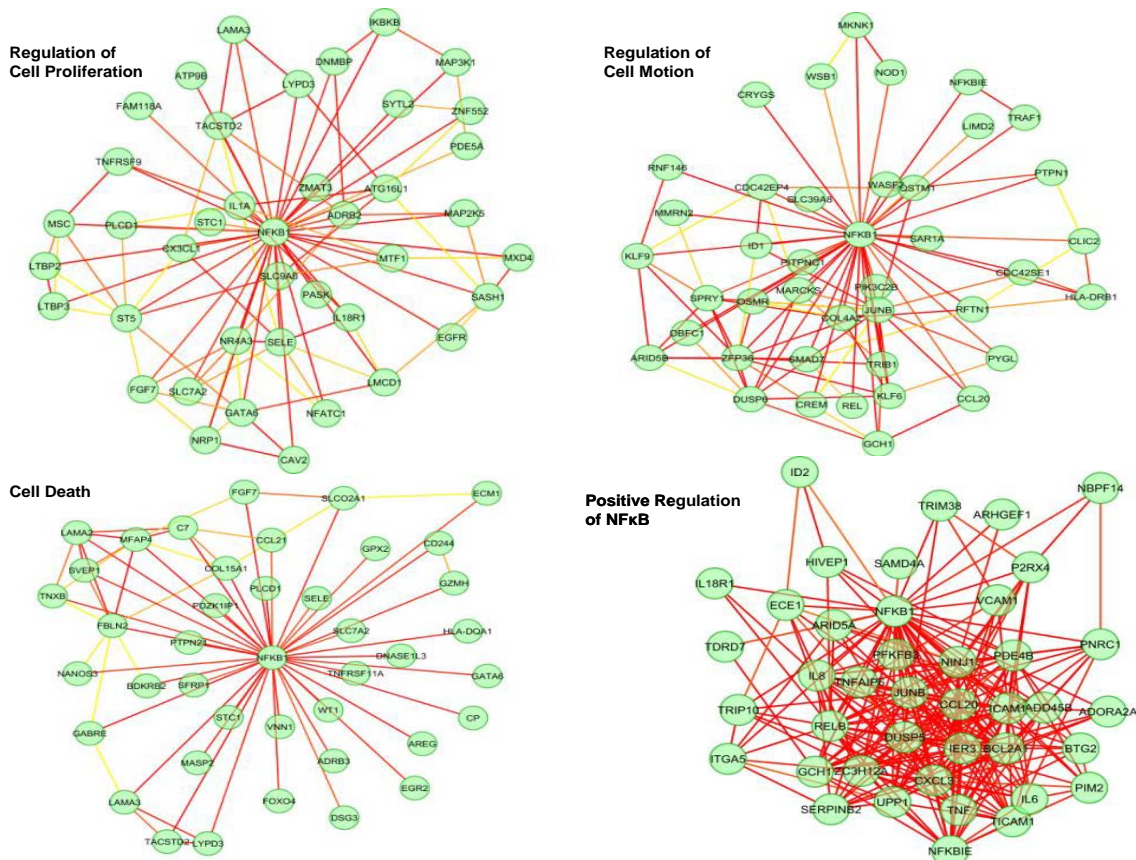 Regulation of
Cell Proliferation
LAMA3
IKBKB
DNMBP
MAP3K1
ATP9B
LYPD3
FAM118A
SYTL2
ZNF552
TACSTD2
PDE5A
TNFRSF9
ZMAT3
ATG16L1
IL1A
MSC
PLCD1
STC1
ADRB2
MAP2K5
NFKB1
CX3CL1
LTBP2
MTF1
MXD4
SLC9A8
LTBP3
PASK
SASH1
ST5
IL18R1
EGFR
NR4A3
SELE
FGF7
SLC7A2
LMCD1
GATA6
NFATC1
NRP1
CAV2
Regulation of
Cell Motion
MKNK1
WSB1
NOD1
CRYGS
NFKBIE
LIMD2
TRAF1
RNF146
CDC42EP4
WASF2
PTPN1
SLC39A8
MMRN2
NFKB1
SAR1A
KLF9
ID1
CLIC2
PITPNC1
CDC42SE1
MARCKS
PIK3C2B
HLA-DRB1
SPRY1
OSMR
JUNB
RFTN1
COL4A2
OBFC1
ARID5B
ZFP36
SMAD7
TRIB1
PYGL
DUSP6
CREM
REL
KLF6
CCL20
GCH1
Cell Death
FGF7
SLCO2A1
ECM1
LAMA2
C7
MFAP4
CCL21
GPX2
CD244
SVEP1
COL15A1
GZMH
TNXB
PLCD1
PDZK1IP1
SELE
FBLN2
SLC7A2
HLA-DQA1
PTPN21
NFKB1
DNASE1L3
NANOS3
TNFRSF11A
GATA6
BDKRB2
SFRP1
STC1
WT1
CP
GABRE
VNN1
AREG
MASP2
ADRB3
EGR2
LAMA3
FOXO4
DSG3
TACSTD2
LYPD3
Positive Regulation
of NFκB
ID2
NBPF14
TRIM38
ARHGEF1
HIVEP1
SAMD4A
P2RX4
IL18R1
ECE1
NFKB1
VCAM1
ARID5A
TDRD7
PFKFB3
NINJ1
PDE4B
PNRC1
IL8
JUNB
TRIP10
CCL20
ICAM1
ADORA2A
RELB
DUSP5
IER3
BCL2A1
BTG2
ITGA5
GCH1
ZC3H12A
CXCL3
PIM2
SERPINB2
UPP1
TNF
IL6
TICAM1
NFKBIE